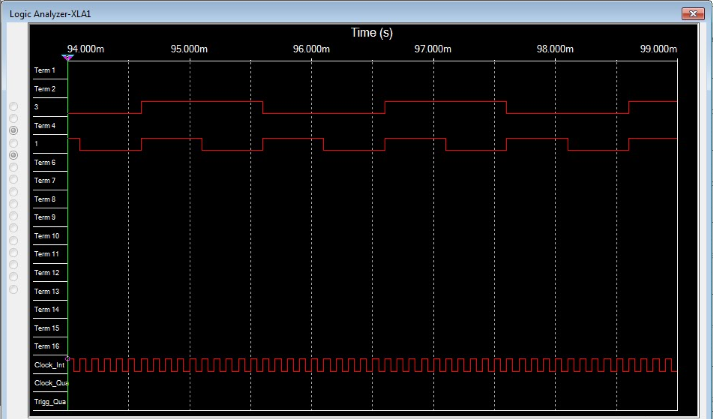 Logic Analyzer-XLA1
Time (s)
94.000m 95.000m 96.000m 97.000m 98.000m 99.000m
Term 1
Term 2
3
Term 4
1
Term 6
Term 7
Term 8
Term 9
Term 10
Term 11
Term 12
Term 13
Term 14
Term 15
Term 16
Clock_Int
Clock_Qua
Trigg_Qua